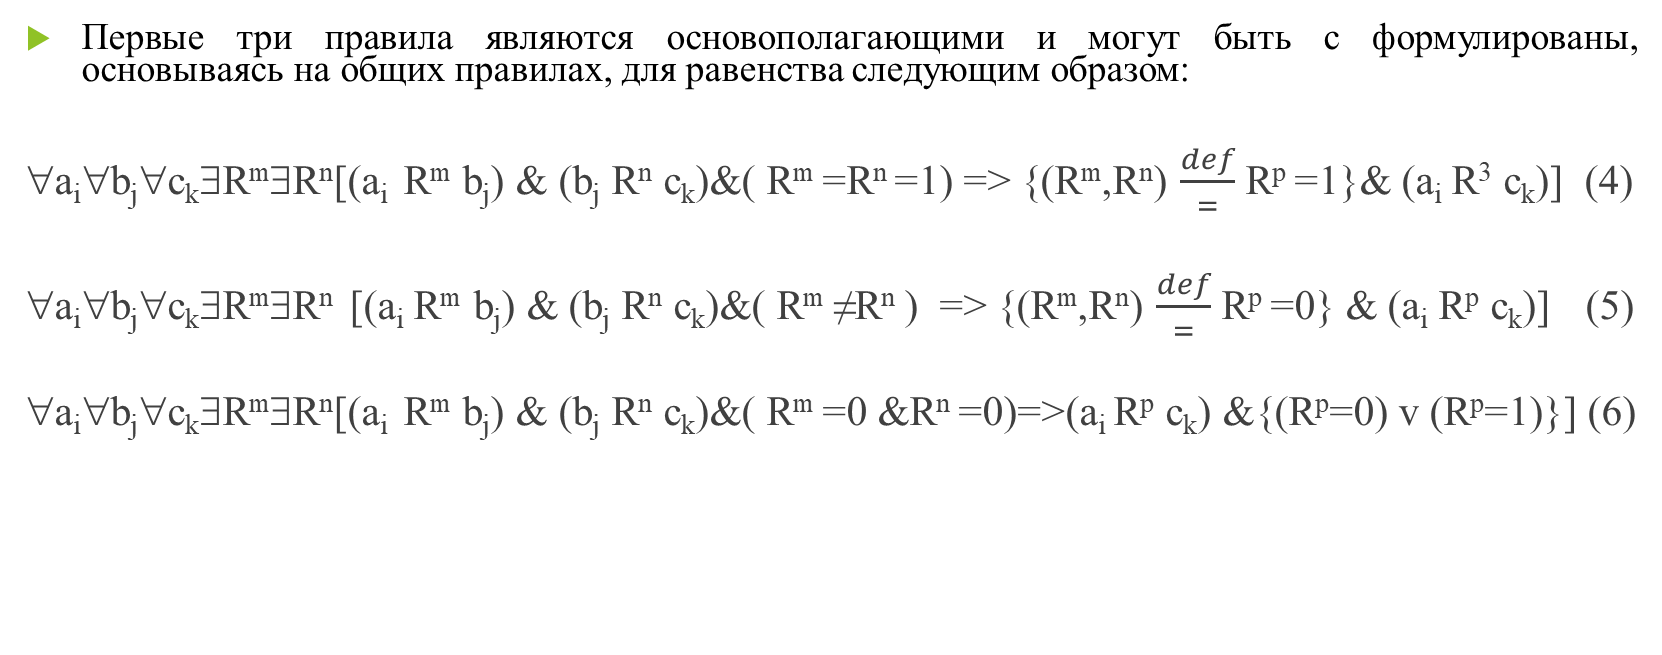 Первые три правила являются основополагающими и могут быть с формулированы,
основываясь на общих правилах, для равенства следующим образом:
∀aᵢ∀bⱼ∀cₖ∃Rᵐ∃Rⁿ[(aᵢ Rᵐ bⱼ) & (bⱼ Rⁿ cₖ)&( Rᵐ =Rⁿ =1) => {(Rᵐ,Rⁿ) def/= Rᵖ =1}& (aᵢ R³ cₖ)] (4)
∀aᵢ∀bⱼ∀cₖ∃Rᵐ∃Rⁿ [(aᵢ Rᵐ bⱼ) & (bⱼ Rⁿ cₖ)&( Rᵐ ≠Rⁿ ) => {(Rᵐ,Rⁿ) def/= Rᵖ =0} & (aᵢ Rᵖ cₖ)] (5)
∀aᵢ∀bⱼ∀cₖ∃Rᵐ∃Rⁿ[(aᵢ Rᵐ bⱼ) & (bⱼ Rⁿ cₖ)&( Rᵐ =0 &Rⁿ =0)=>(aᵢ Rᵖ cₖ) &{(Rᵖ=0) v (Rᵖ=1)}] (6)